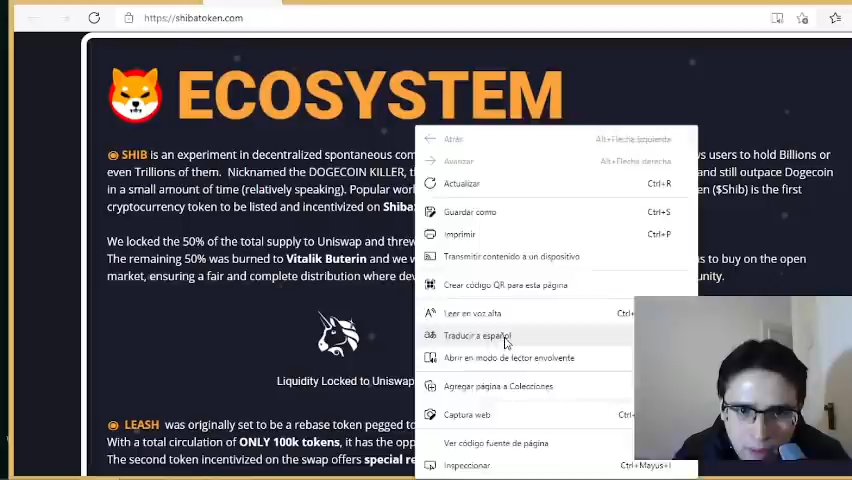 https://shibatoken.com
ECOSYSTEM
SHIB is an experiment in decentralized spontaneous com ws users to hold Billions or
even Trillions of them. Nicknamed the DOGECOIN KILLER, th and still outpace Dogecoin
in a small amount of time (relatively speaking). Popular worl en ($Shib) is the first
cryptocurrency token to be listed and incentivized on Shiba
We locked the 50% of the total supply to Uniswap and threw
The remaining 50% was burned to Vitalik Buterin and we w ns to buy on the open
market, ensuring a fair and complete distribution where dev unity.
Liquidity Locked to Uniswap
LEASH was originally set to be a rebase token pegged to
With a total circulation of ONLY 100k tokens, it has the opp
The second token incentivized on the swap offers special re
Atrás Alt+Flecha izquierda
Avanzar Alt+Flecha derecha
Actualizar Ctrl+R
Guardar como Ctrl+S
Imprimir Ctrl+P
Transmitir contenido a un dispositivo
Crear código QR para esta página
Leer en voz alta Ctrl+
Traducir a español
Abrir en modo de lector envolvente
Agregar página a Colecciones
Captura web Ctrl+
Ver código fuente de página
Inspeccionar Ctrl+Mayus+I